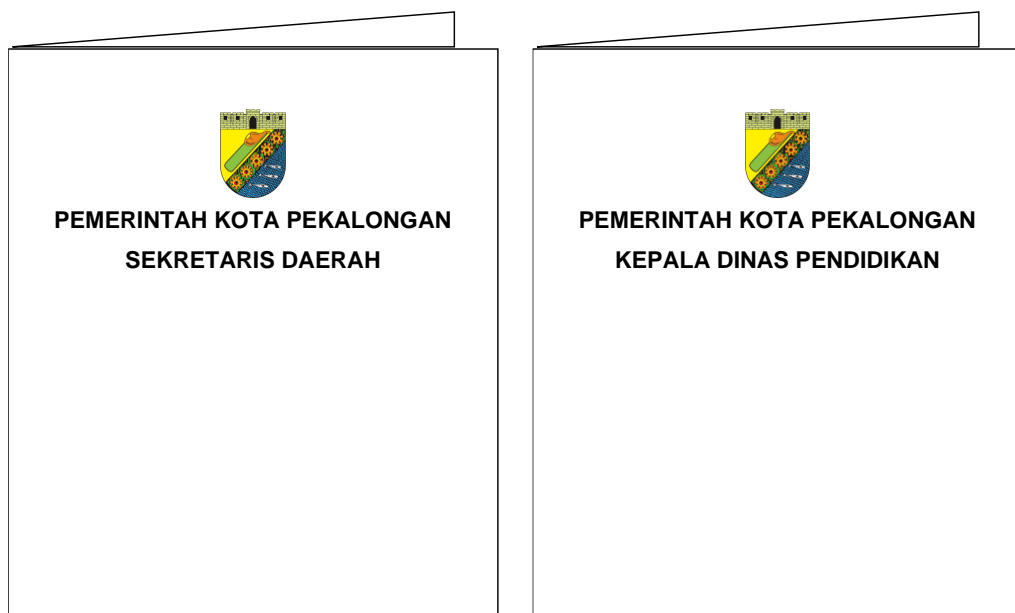 PEMERINTAH KOTA PEKALONGAN
SEKRETARIS DAERAH
PEMERINTAH KOTA PEKALONGAN
KEPALA DINAS PENDIDIKAN